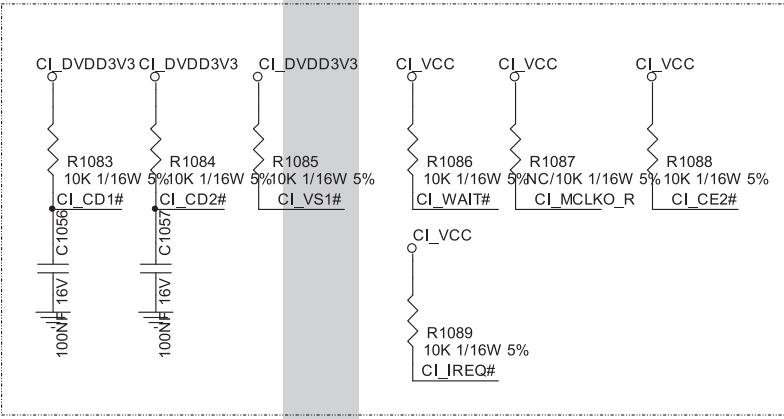 CI_DVDD3V3 CI_DVDD3V3 CI_DVDD3V3 CI_VCC CI_VCC CI_VCC
R1083 R1084 R1085 R1086 R1087 R1088
10K 1/16W 5% 10K 1/16W 5% 10K 1/16W 5% 10K 1/16W 5% NC/10K 1/16W 5% 10K 1/16W 5%
CI_CD1# CI_CD2# CI_VS1# CI_WAIT# CI_MCLKO_R CI_CE2#
C1056
100NF 16V
C1057
100NF 16V
CI_VCC
R1089
10K 1/16W 5%
CI_IREQ#